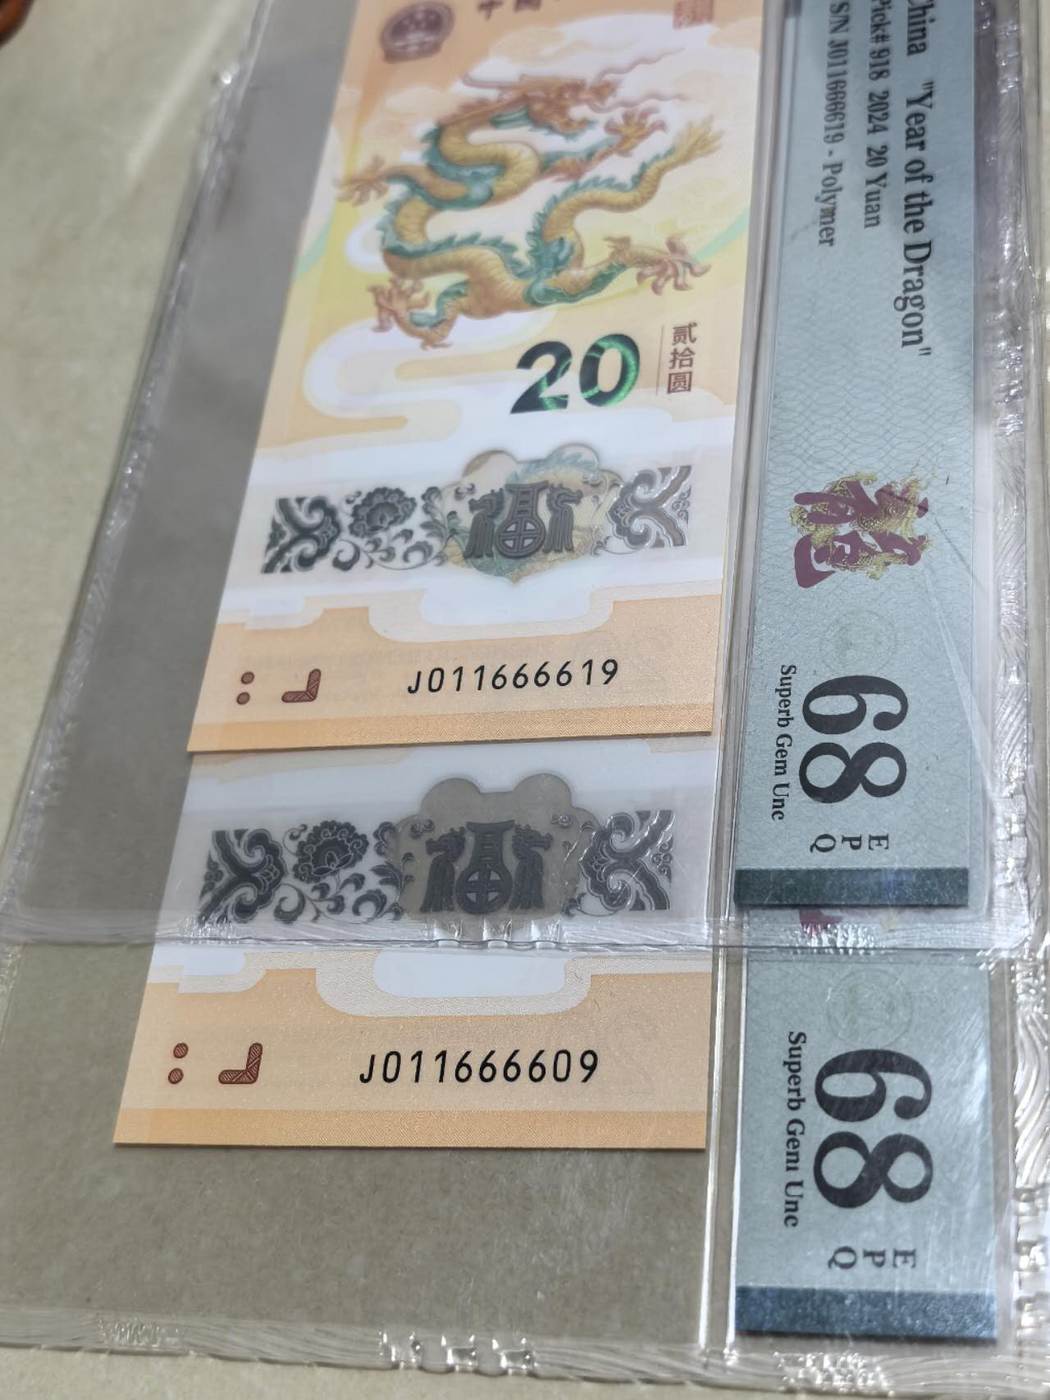 China "Year of the Dragon"
Pick# 918 2024 20 Yuan
S/N J011666619 - Polymer
20
贰拾圆
J011666619
68
EPQ
Superb Gem Unc
J011666609
68
EPQ
Superb Gem Unc